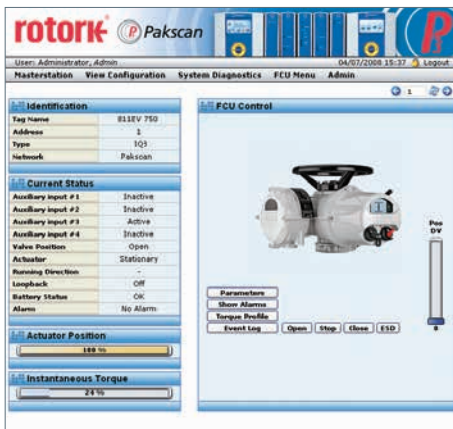 rotork Pakscan
User: Administrator, Admin 04/07/2008 15:37 Logout
Masterstation View Configuration System Diagnostics FCU Menu Admin
1
Identification
Tag Name 811EV 750
Address 1
Type IQ3
Network Pakscan
Current Status
Auxiliary input #1 Inactive
Auxiliary input #2 Inactive
Auxiliary input #3 Active
Auxiliary input #4 Inactive
Valve Position Open
Actuator Stationary
Running Direction -
Loopback Off
Battery Status OK
Alarm No Alarm
Actuator Position
100 %
Instantaneous Torque
24 %
FCU Control
Pos
DV
0
Parameters
Show Alarms
Torque Profile
Event Log Open Stop Close ESD